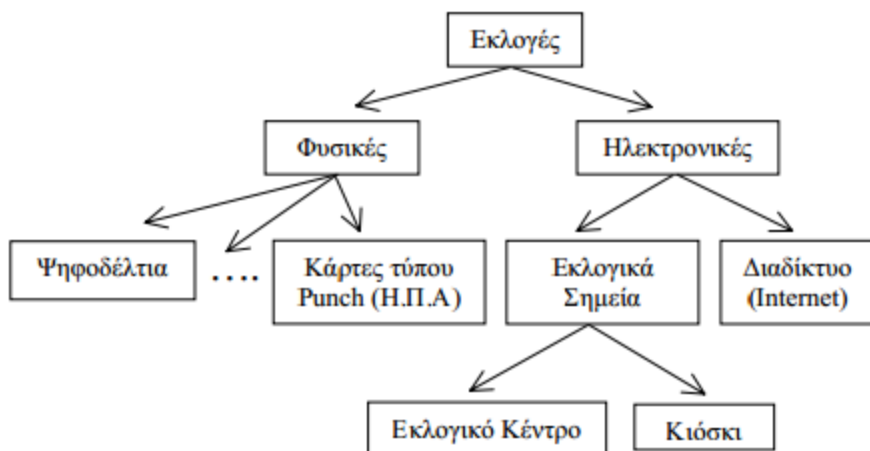 Εκλογές
Φυσικές
Ηλεκτρονικές
Ψηφοδέλτια
....
Κάρτες τύπου
Punch (Η.Π.Α)
Εκλογικά
Σημεία
Διαδίκτυο
(Internet)
Εκλογικό Κέντρο
Κιόσκι